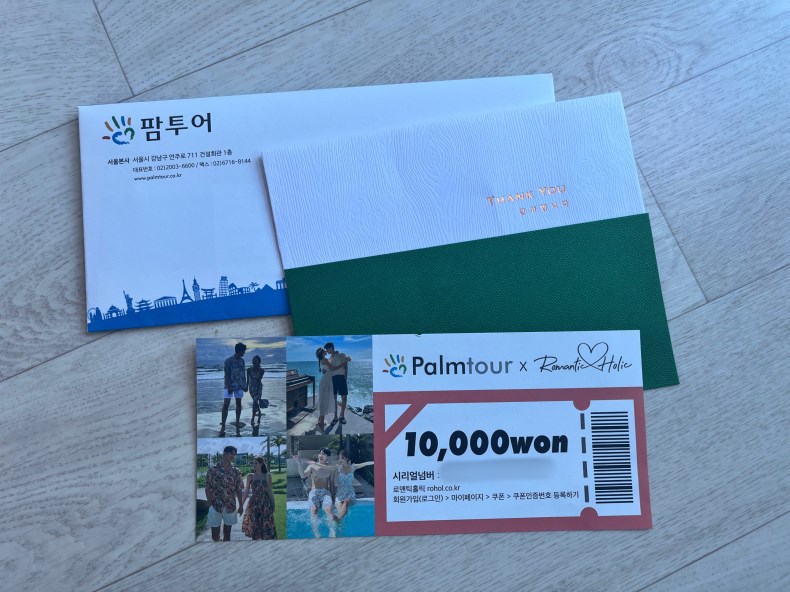 팜투어
서울본사 서울시 강남구 언주로 711 건설회관 1층
대표번호 : 02)2003-6600 / 팩스 : 02)6716-8144
www.palmtour.co.kr
THANK YOU
감사합니다
Palmtour x Romantic Holic
10,000won
시리얼넘버 :
로맨틱홀릭 rohol.co.kr
회원가입(로그인) > 마이페이지 > 쿠폰 > 쿠폰인증번호 등록하기